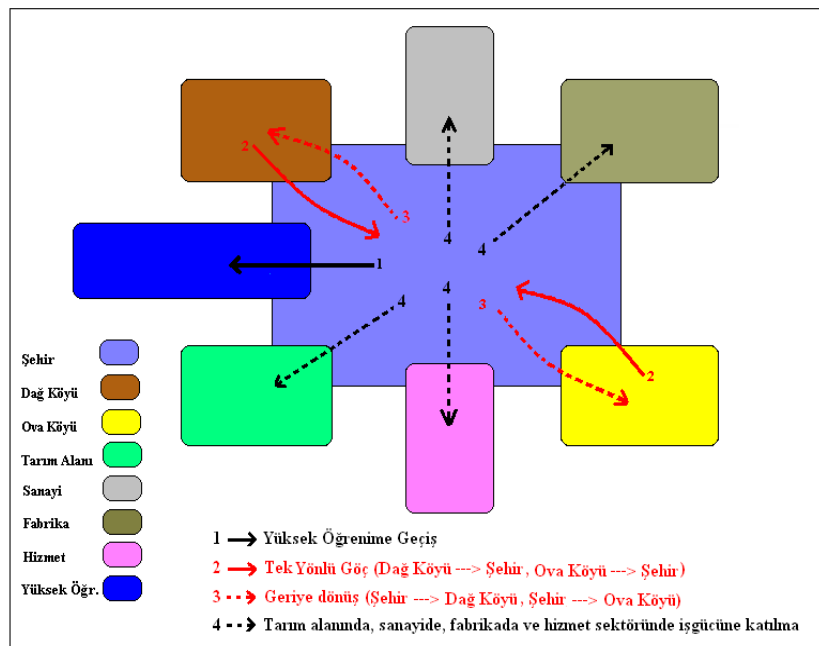 2
3
4
4
1
4
4
3
2
Şehir
Dağ Köyü
Ova Köyü
Tarım Alanı
Sanayi
Fabrika
Hizmet
Yüksek Öğr.
1 Yüksek Öğrenime Geçiş
2 Tek Yönlü Göç (Dağ Köyü ---> Şehir, Ova Köyü ---> Şehir)
3 Geriye dönüş (Şehir ---> Dağ Köyü, Şehir ---> Ova Köyü)
4 Tarım alanında, sanayide, fabrikada ve hizmet sektöründe işgücüne katılma